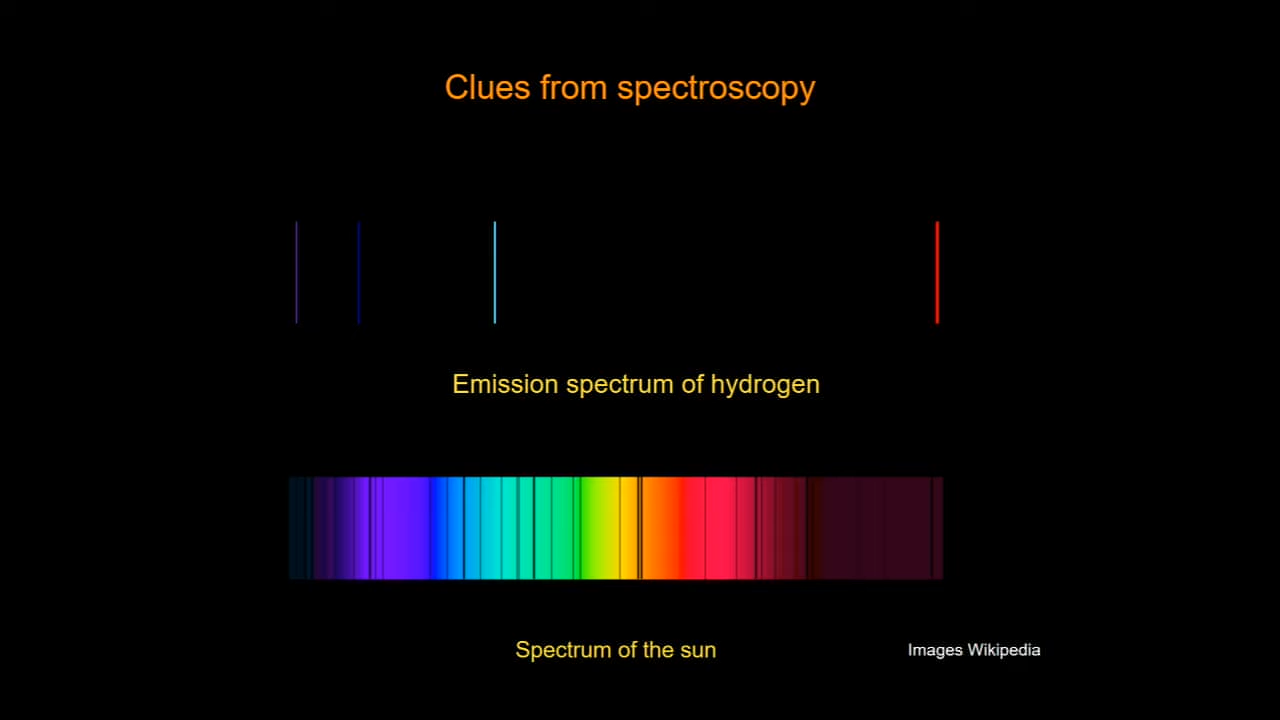 Clues from spectroscopy
Emission spectrum of hydrogen
Spectrum of the sun
Images Wikipedia